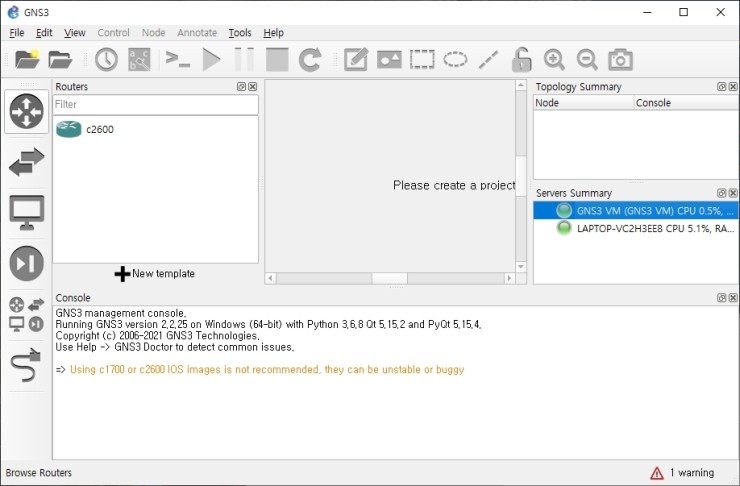 GNS3
File Edit View Control Node Annotate Tools Help
Routers
Filter
c2600
New template
Please create a project
Topology Summary
Node Console
Servers Summary
GNS3 VM (GNS3 VM) CPU 0.5%, ...
LAPTOP-VC2H3EE8 CPU 5.1%, RA...
Console
GNS3 management console.
Running GNS3 version 2.2.25 on Windows (64-bit) with Python 3.6.8 Qt 5.15.2 and PyQt 5.15.4.
Copyright (c) 2006-2021 GNS3 Technologies.
Use Help -> GNS3 Doctor to detect common issues.
=> Using c1700 or c2600 IOS images is not recommended, they can be unstable or buggy
Browse Routers
1 warning